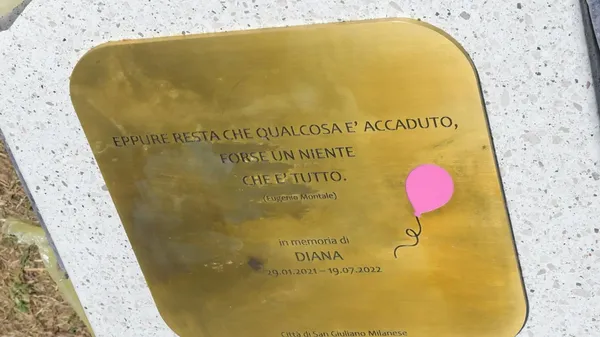 EPPURE RESTA CHE QUALCOSA E' ACCADUTO,
FORSE UN NIENTE
CHE E' TUTTO.
(Eugenio Montale)
in memoria di
DIANA
29.01.2021 – 19.07.2022
Città di San Giuliano Milanese